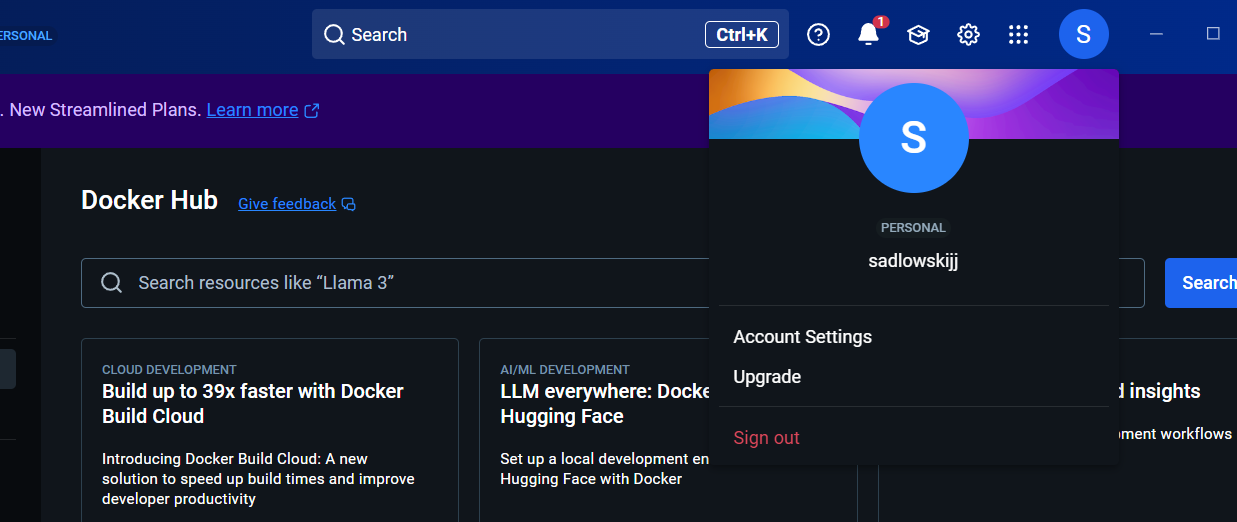 ERSONAL
Search
Ctrl+K
1
S
. New Streamlined Plans. Learn more
S
PERSONAL
sadlowskijj
Account Settings
Upgrade
Sign out
Docker Hub
Give feedback
Search resources like “Llama 3”
Search
CLOUD DEVELOPMENT
Build up to 39x faster with Docker
Build Cloud
Introducing Docker Build Cloud: A new
solution to speed up build times and improve
developer productivity
AI/ML DEVELOPMENT
LLM everywhere: Docke
Hugging Face
Set up a local development en
Hugging Face with Docker
d insights
pment workflows